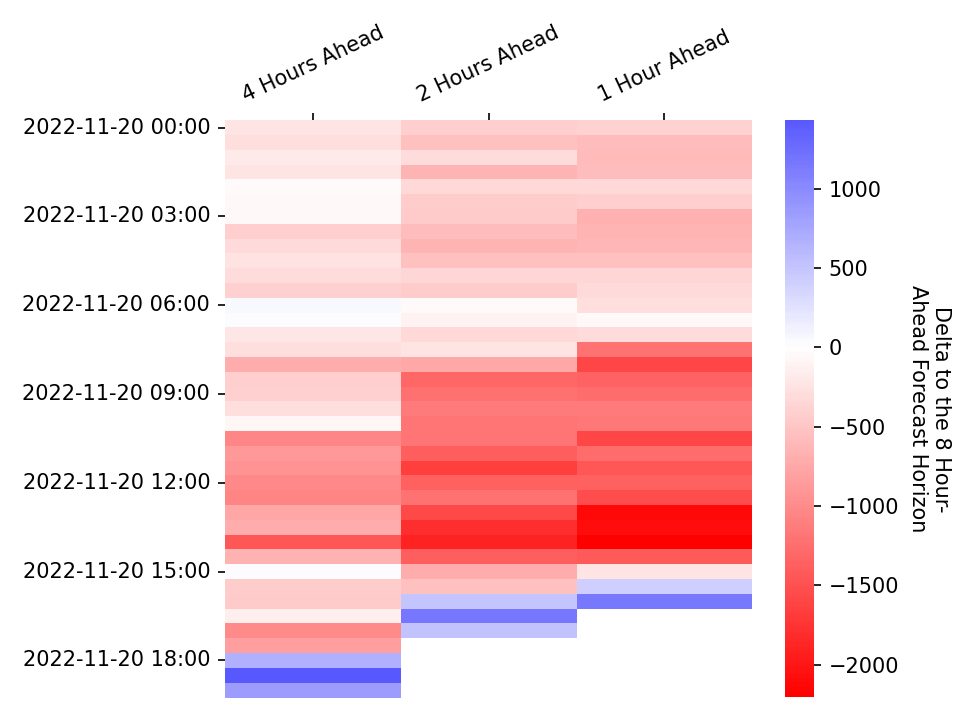 4 Hours Ahead
2 Hours Ahead
1 Hour Ahead
2022-11-20 00:00
2022-11-20 03:00
2022-11-20 06:00
2022-11-20 09:00
2022-11-20 12:00
2022-11-20 15:00
2022-11-20 18:00
1000
500
0
−500
−1000
−1500
−2000
Delta to the 8 Hour-
Ahead Forecast Horizon